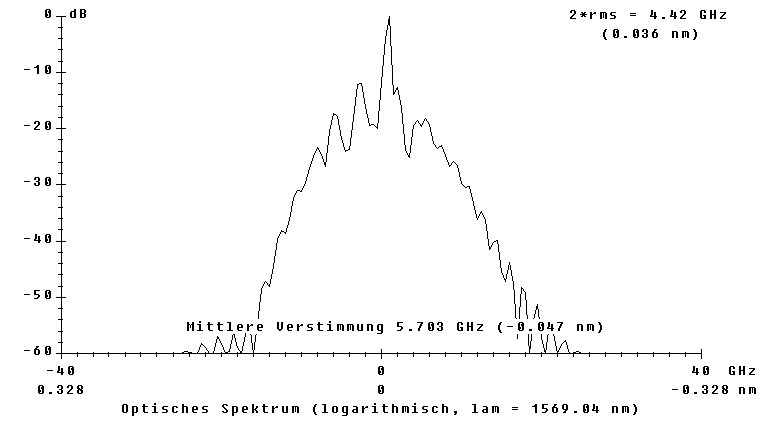 0 dB
2*rms = 4.42 GHz
(0.036 nm)
-10
-20
-30
-40
-50
Mittlere Verstimmung 5.703 GHz (-0.047 nm)
-60
-40 0 40 GHz
0.328 0 -0.328 nm
Optisches Spektrum (logarithmisch, lam = 1569.04 nm)